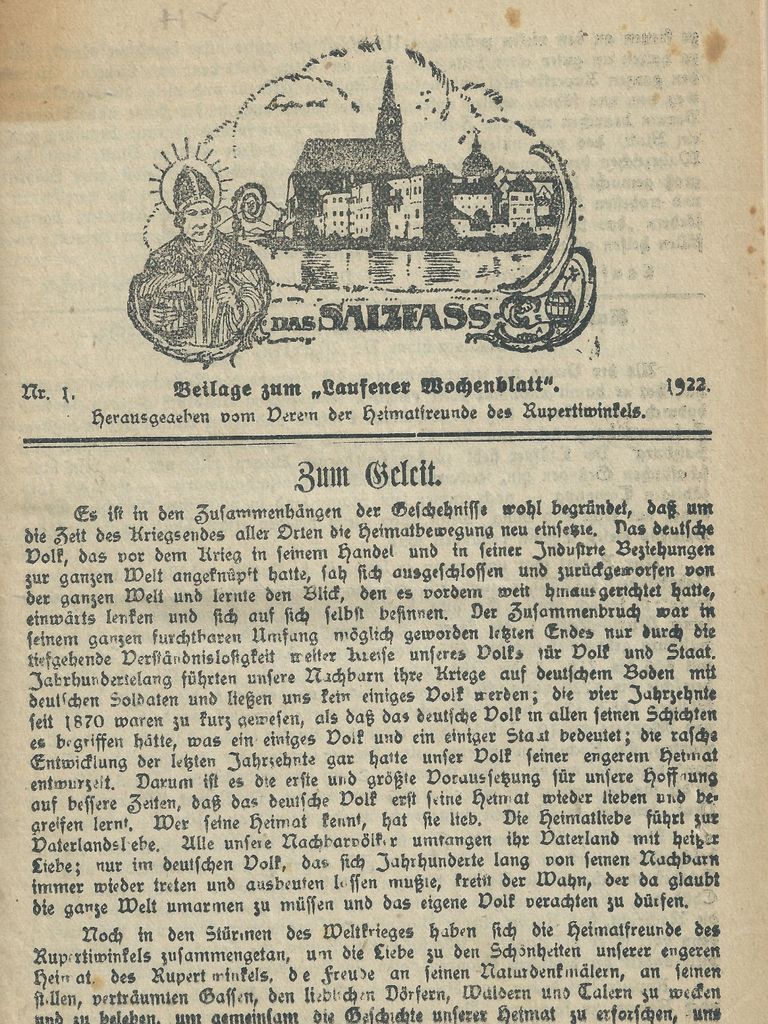 DAS SALZFASS
Nr. 1. Beilage zum „Laufener Wochenblatt“. 1922.
Herausgegeben vom Verein der Heimatfreunde des Rupertiwinkels.
Zum Geleit.
Es ist in den Zusammenhängen der Geschehnisse wohl begründet, daß um
die Zeit des Kriegsendes aller Orten die Heimatbewegung neu einsetzte. Das deutsche
Volk, das vor dem Krieg in seinem Handel und in seiner Industrie Beziehungen
zur ganzen Welt angeknüpft hatte, sah sich ausgeschlossen und zurückgeworfen von
der ganzen Welt und lernte den Blick, den es vordem weit hinausgerichtet hatte,
einwärts lenken und sich auf sich selbst besinnen. Der Zusammenbruch war in
seinem ganzen furchtbaren Umfang möglich geworden letzten Endes nur durch die
tiefgehende Verständnislosigkeit weiter Kreise unseres Volks für Volk und Staat.
Jahrhundertelang führten unsere Nachbarn ihre Kriege auf deutschem Boden mit
deutschen Soldaten und ließen uns kein einiges Volk werden; die vier Jahrzehnte
seit 1870 waren zu kurz gewesen, als daß das deutsche Volk in allen seinen Schichten
es begriffen hätte, was ein einiges Volk und ein einiger Staat bedeutet; die rasche
Entwicklung der letzten Jahrzehnte gar hatte unser Volk seiner engerem Heimat
entwurzelt. Darum ist es die erste und größte Voraussetzung für unsere Hoffnung
auf bessere Zeiten, daß das deutsche Volk erst seine Heimat wieder lieben und be-
greifen lernt. Wer seine Heimat kennt, hat sie lieb. Die Heimatliebe führt zur
Vaterlandsliebe. Alle unsere Nachbarvölker umfangen ihr Vaterland mit heißer
Liebe; nur im deutschen Volk, das sich Jahrhunderte lang von seinen Nachbarn
immer wieder treten und ausbeuten lassen mußte, kreist der Wahn, der da glaubt
die ganze Welt umarmen zu müssen und das eigene Volk verachten zu dürfen.
Noch in den Stürmen des Weltkrieges haben sich die Heimatfreunde des
Rupertiwinkels zusammengetan, um die Liebe zu den Schönheiten unserer engeren
Heimat, des Rupertiwinkels, die Freude an seinen Naturdenkmälern, an seinen
stillen, verträumten Gassen, den lieblichen Dörfern, Wäldern und Tälern zu wecken
und zu beleben, um gemeinsam die Geschichte unserer Heimat zu erforschen, uns